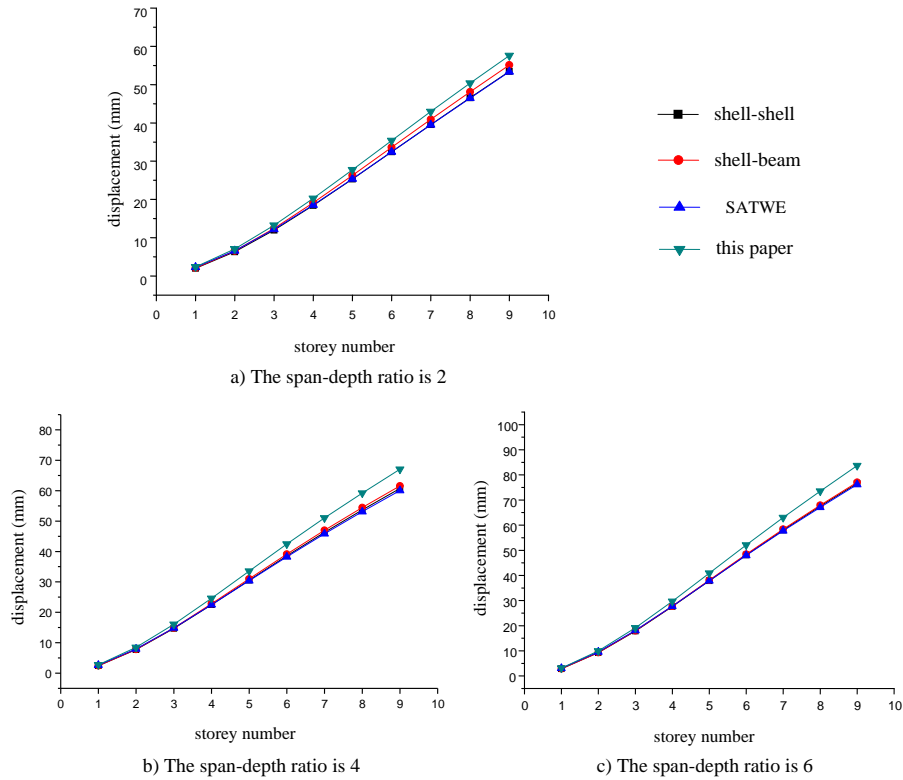 70
60
50
40
30
20
10
0
displacement (mm)
0 1 2 3 4 5 6 7 8 9 10
storey number
shell-shell
shell-beam
SATWE
this paper
a) The span-depth ratio is 2
80
70
60
50
40
30
20
10
0
displacement (mm)
0 1 2 3 4 5 6 7 8 9 10
storey number
b) The span-depth ratio is 4
100
90
80
70
60
50
40
30
20
10
0
displacement (mm)
0 1 2 3 4 5 6 7 8 9 10
storey number
c) The span-depth ratio is 6